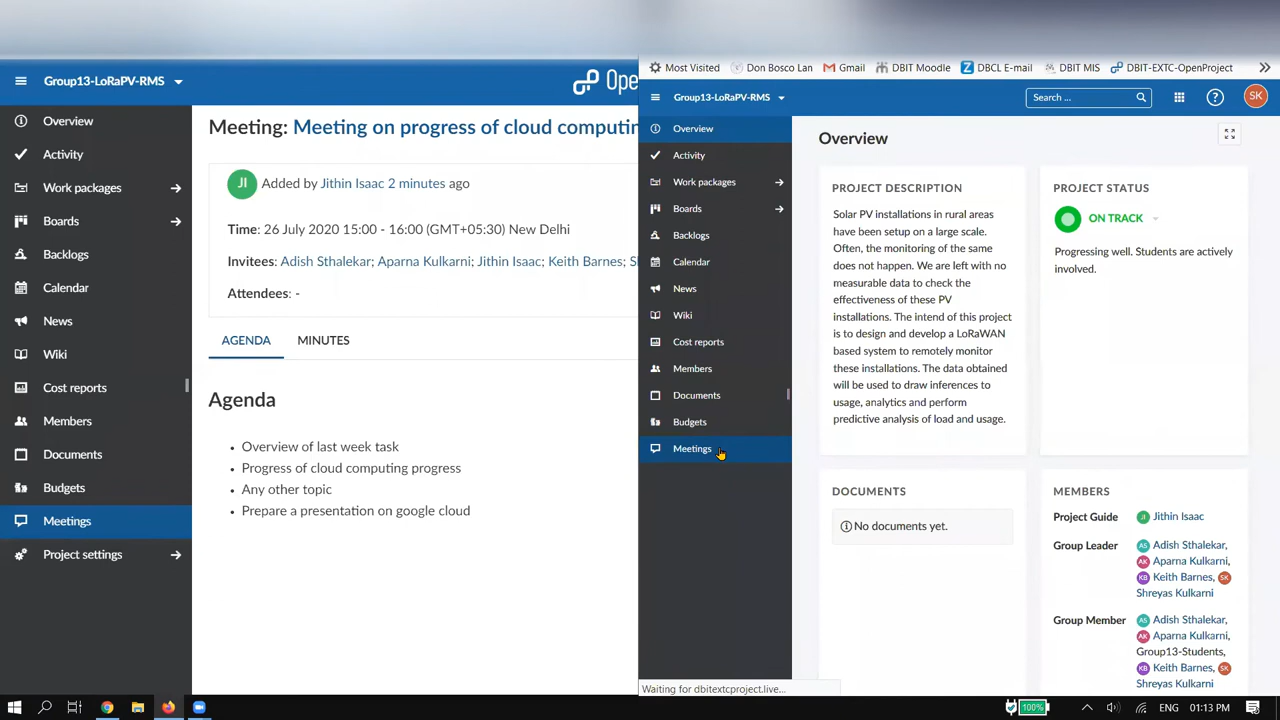 Group13-LoRaPV-RMS
Ope
Overview
Activity
Work packages
Boards
Backlogs
Calendar
News
Wiki
Cost reports
Members
Documents
Budgets
Meetings
Project settings
Meeting: Meeting on progress of cloud computin
JI Added by Jithin Isaac 2 minutes ago
Time: 26 July 2020 15:00 - 16:00 (GMT+05:30) New Delhi
Invitees: Adish Sthalekar; Aparna Kulkarni; Jithin Isaac; Keith Barnes; S
Attendees: -
AGENDA MINUTES
Agenda
• Overview of last week task
• Progress of cloud computing progress
• Any other topic
• Prepare a presentation on google cloud
Most Visited Don Bosco Lan Gmail DBIT Moodle DBCL E-mail DBIT MIS DBIT-EXTC-OpenProject
Group13-LoRaPV-RMS Search ... SK
Overview
Activity
Work packages
Boards
Backlogs
Calendar
News
Wiki
Cost reports
Members
Documents
Budgets
Meetings
Overview
PROJECT DESCRIPTION
Solar PV installations in rural areas
have been setup on a large scale.
Often, the monitoring of the same
does not happen. We are left with no
measurable data to check the
effectiveness of these PV
installations. The intend of this project
is to design and develop a LoRaWAN
based system to remotely monitor
these installations. The data obtained
will be used to draw inferences to
usage, analytics and perform
predictive analysis of load and usage.
PROJECT STATUS
ON TRACK
Progressing well. Students are actively
involved.
DOCUMENTS
No documents yet.
MEMBERS
Project Guide JI Jithin Isaac
Group Leader AS Adish Sthalekar,
AK Aparna Kulkarni,
KB Keith Barnes, SK
Shreyas Kulkarni
Group Member AS Adish Sthalekar,
AK Aparna Kulkarni,
Group13-Students,
KB Keith Barnes, SK
Shreyas Kulkarni
Waiting for dbitextcproject.live...
100% ENG 01:13 PM